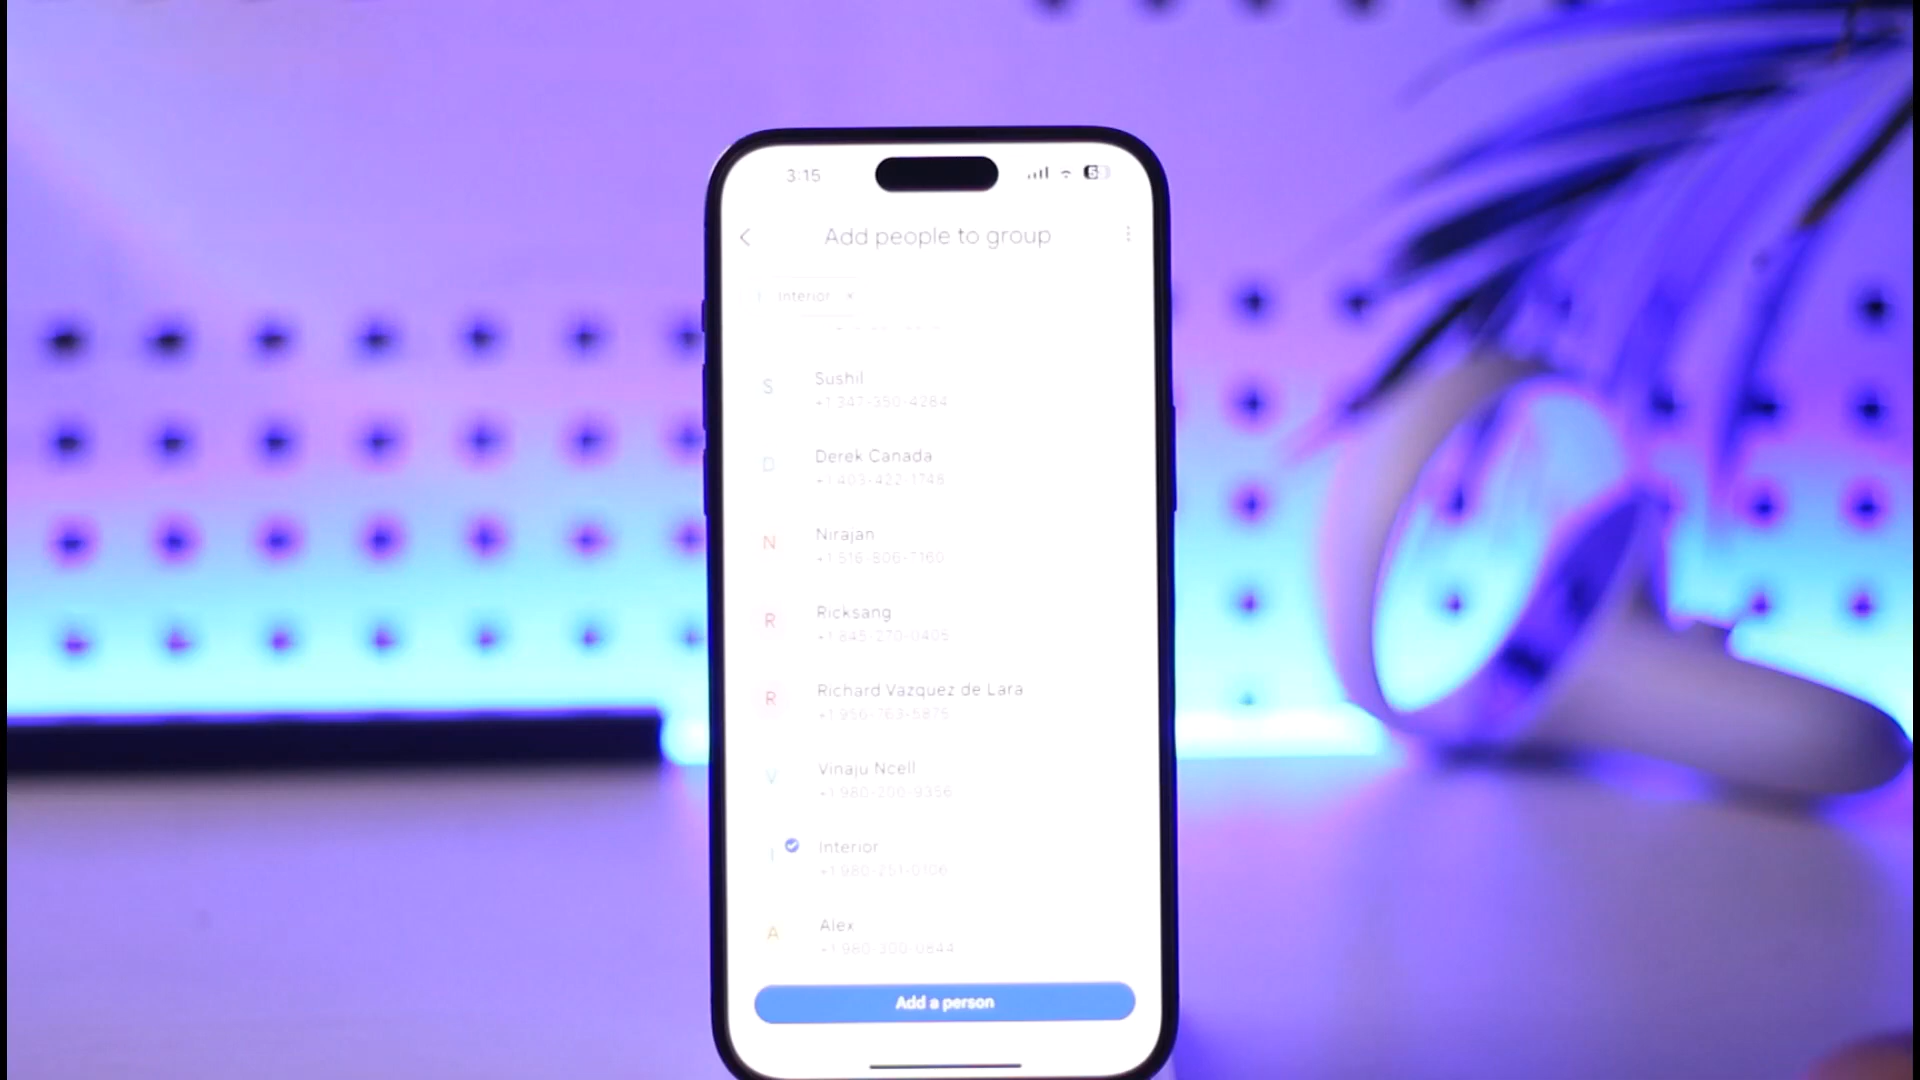 3:15
5
Add people to group
Interior ×
S
Sushil
+1 347-350-4284
D
Derek Canada
+1 403-422-1746
N
Nirajan
+1 516-806-7160
R
Ricksang
+1 845-270-0405
R
Richard Vazquez de Lara
+1 956-763-5875
V
Vinaju Ncell
+1 980-200-9356
I
Interior
+1 980-251-0106
A
Alex
+1 980-300-0844
Add a person